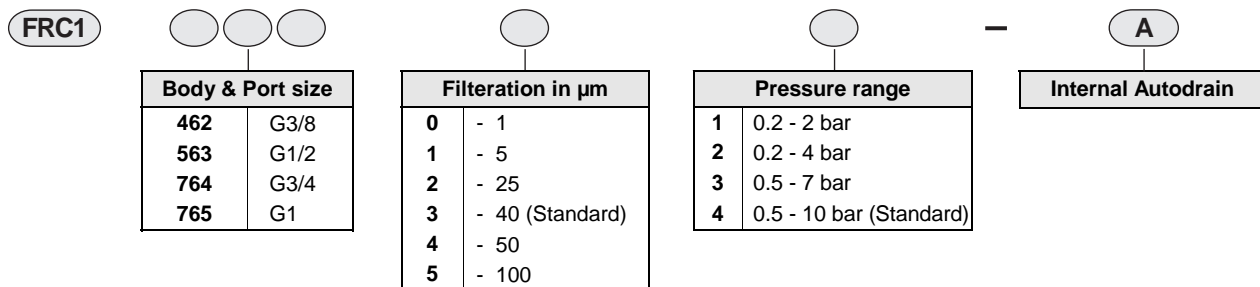 FRC1 – A
Body & Port size Filteration in µm Pressure range Internal Autodrain
462 G3/8 0 - 1 1 0.2 - 2 bar
563 G1/2 1 - 5 2 0.2 - 4 bar
764 G3/4 2 - 25 3 0.5 - 7 bar
765 G1 3 - 40 (Standard) 4 0.5 - 10 bar (Standard)
4 - 50
5 - 100